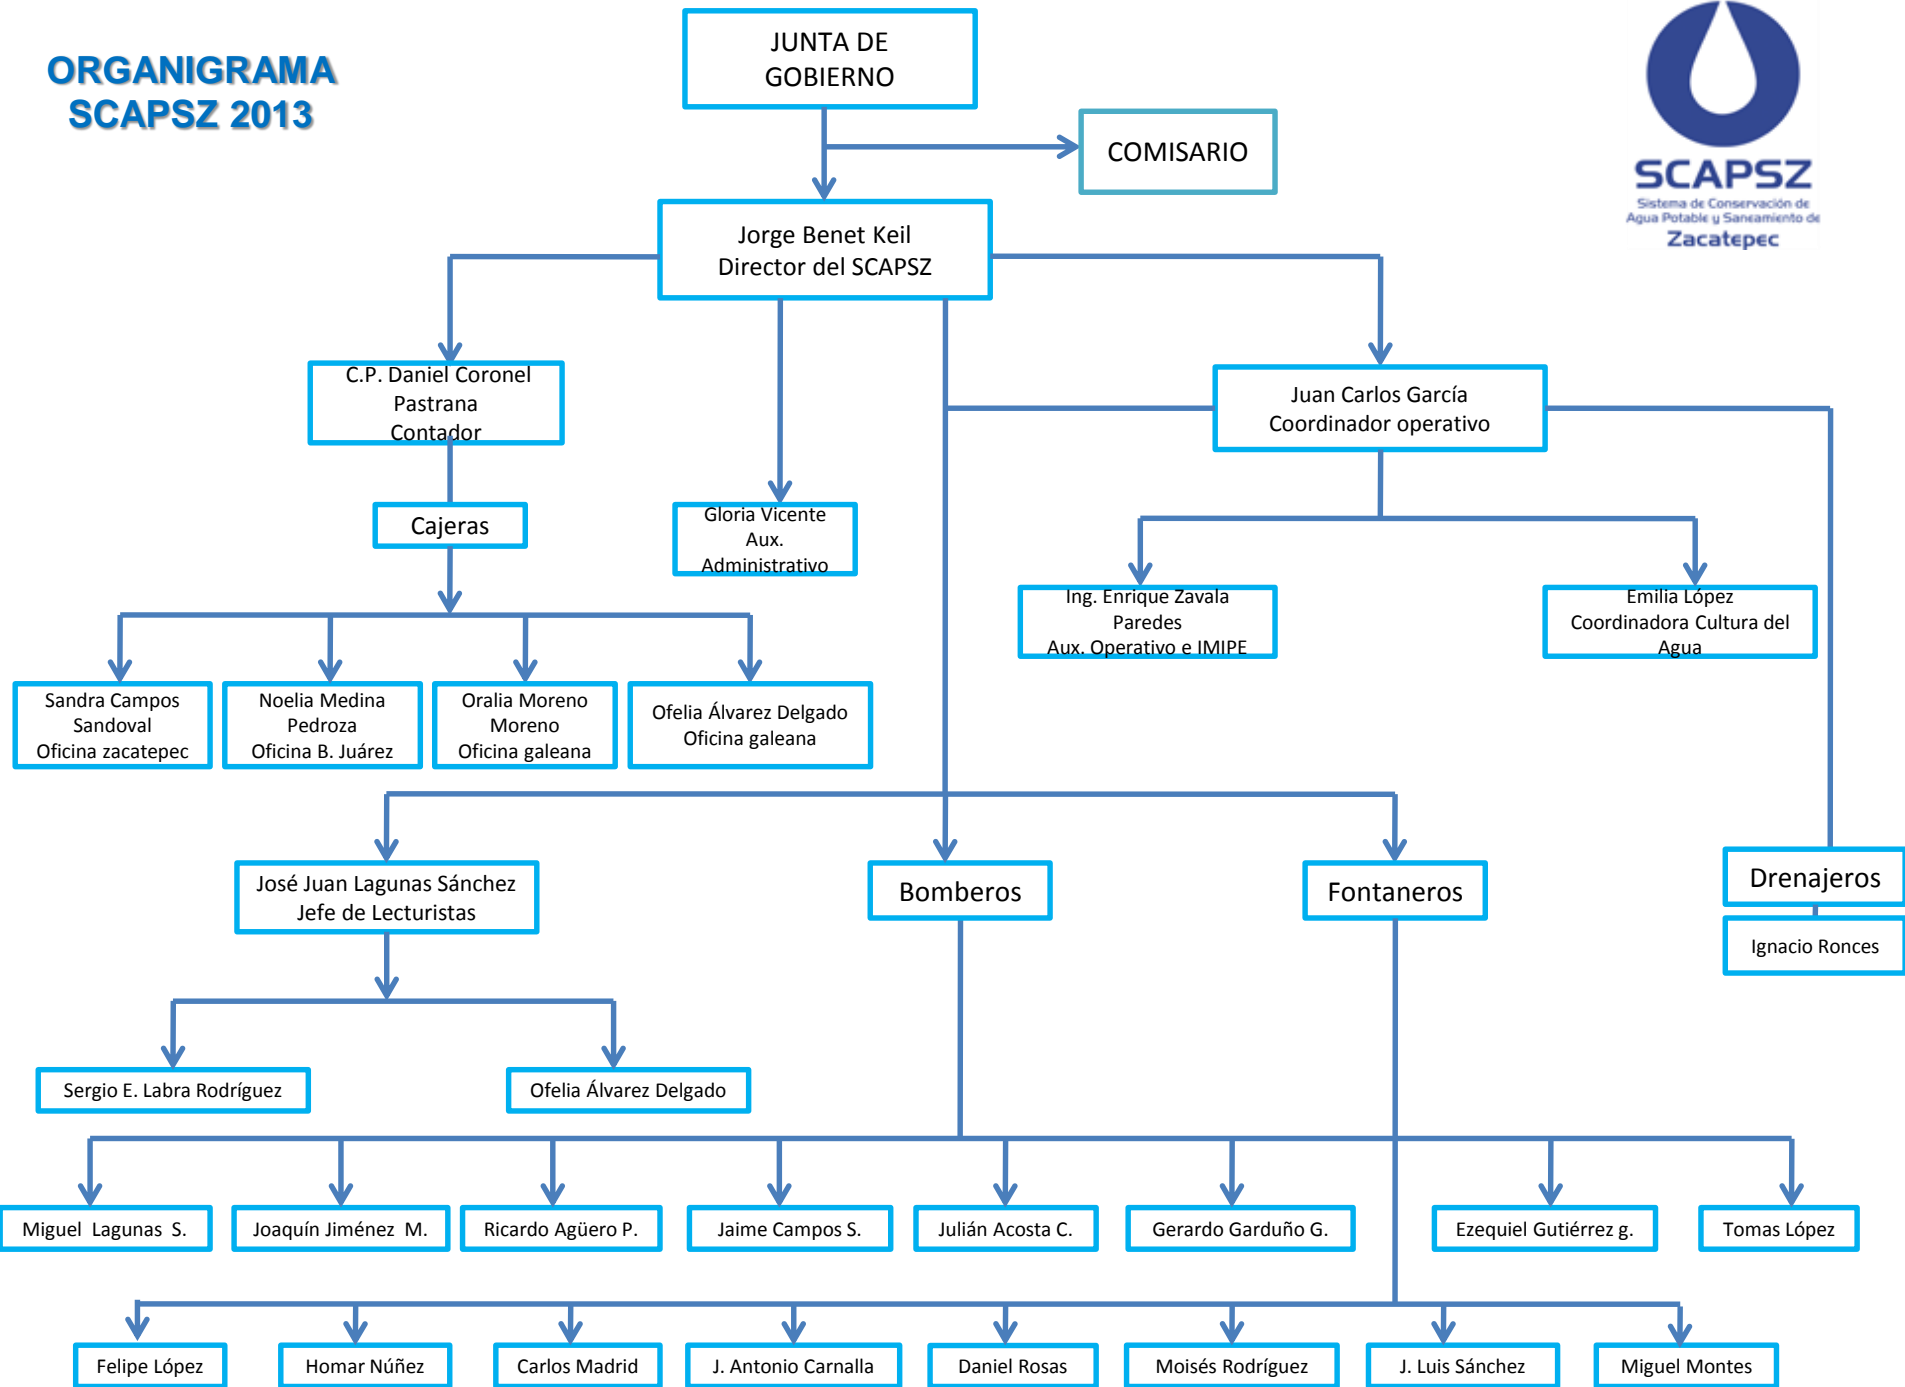 ORGANIGRAMA
SCAPSZ 2013
JUNTA DE
GOBIERNO
COMISARIO
SCAPSZ
Sistema de Conservación de
Agua Potable y Saneamiento de
Zacatepec
Jorge Benet Keil
Director del SCAPSZ
C.P. Daniel Coronel
Pastrana
Contador
Juan Carlos García
Coordinador operativo
Cajeras
Gloria Vicente
Aux.
Administrativo
Ing. Enrique Zavala
Paredes
Aux. Operativo e IMIPE
Emilia López
Coordinadora Cultura del
Agua
Sandra Campos
Sandoval
Oficina zacatepec
Noelia Medina
Pedroza
Oficina B. Juárez
Oralia Moreno
Moreno
Oficina galeana
Ofelia Álvarez Delgado
Oficina galeana
José Juan Lagunas Sánchez
Jefe de Lecturistas
Bomberos
Fontaneros
Drenajeros
Ignacio Ronces
Sergio E. Labra Rodríguez
Ofelia Álvarez Delgado
Miguel Lagunas S.
Joaquín Jiménez M.
Ricardo Agüero P.
Jaime Campos S.
Julián Acosta C.
Gerardo Garduño G.
Ezequiel Gutiérrez g.
Tomas López
Felipe López
Homar Núñez
Carlos Madrid
J. Antonio Carnalla
Daniel Rosas
Moisés Rodríguez
J. Luis Sánchez
Miguel Montes